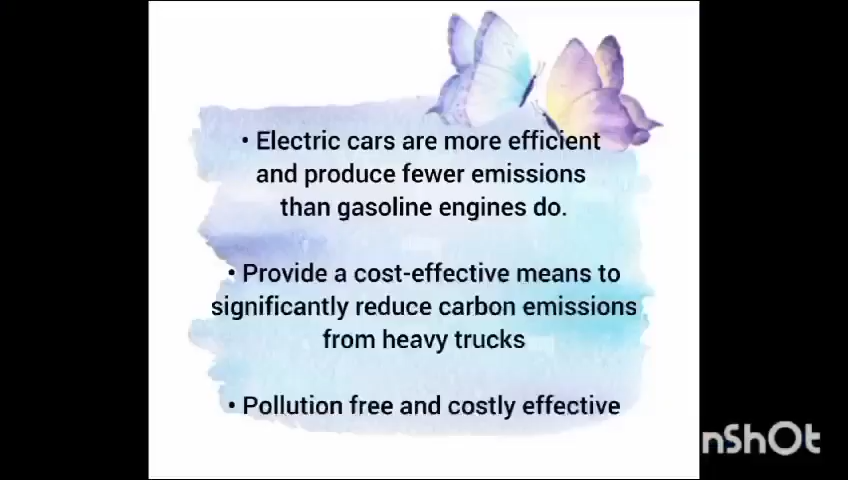 • Electric cars are more efficient
and produce fewer emissions
than gasoline engines do.
• Provide a cost-effective means to
significantly reduce carbon emissions
from heavy trucks
• Pollution free and costly effective
nShOt